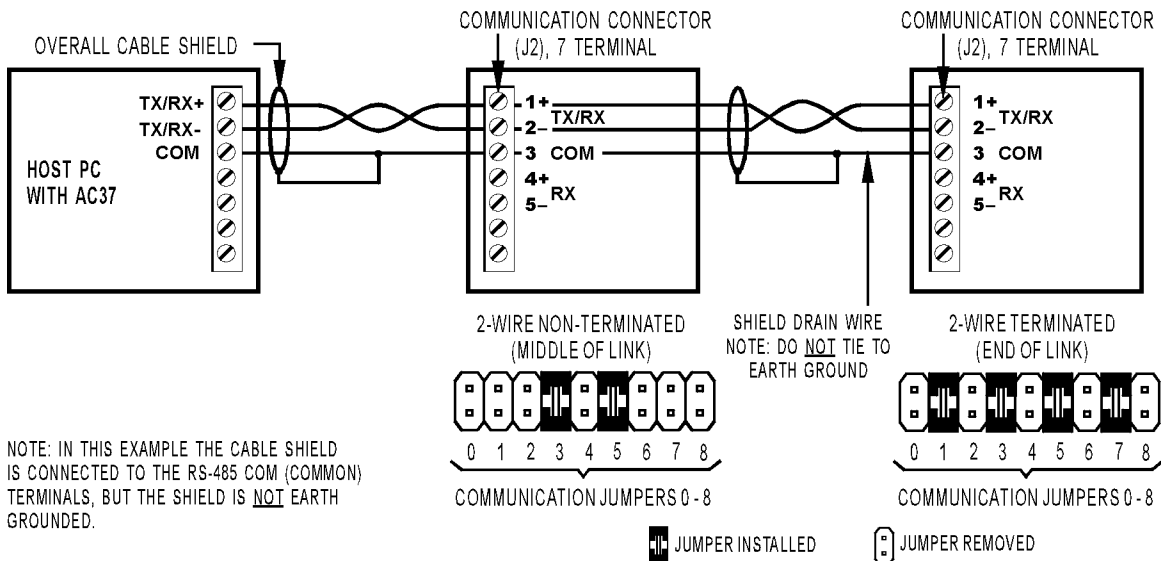 OVERALL CABLE SHIELD
COMMUNICATION CONNECTOR
(J2), 7 TERMINAL
COMMUNICATION CONNECTOR
(J2), 7 TERMINAL
HOST PC
WITH AC37
TX/RX+
TX/RX-
COM
1+
2–
TX/RX
3 COM
4+
5–
RX
1+
2–
TX/RX
3 COM
4+
5–
RX
2-WIRE NON-TERMINATED
(MIDDLE OF LINK)
SHIELD DRAIN WIRE
NOTE: DO NOT TIE TO
EARTH GROUND
2-WIRE TERMINATED
(END OF LINK)
0 1 2 3 4 5 6 7 8
COMMUNICATION JUMPERS 0 - 8
0 1 2 3 4 5 6 7 8
COMMUNICATION JUMPERS 0 - 8
NOTE: IN THIS EXAMPLE THE CABLE SHIELD
IS CONNECTED TO THE RS-485 COM (COMMON)
TERMINALS, BUT THE SHIELD IS NOT EARTH
GROUNDED.
JUMPER INSTALLED
JUMPER REMOVED